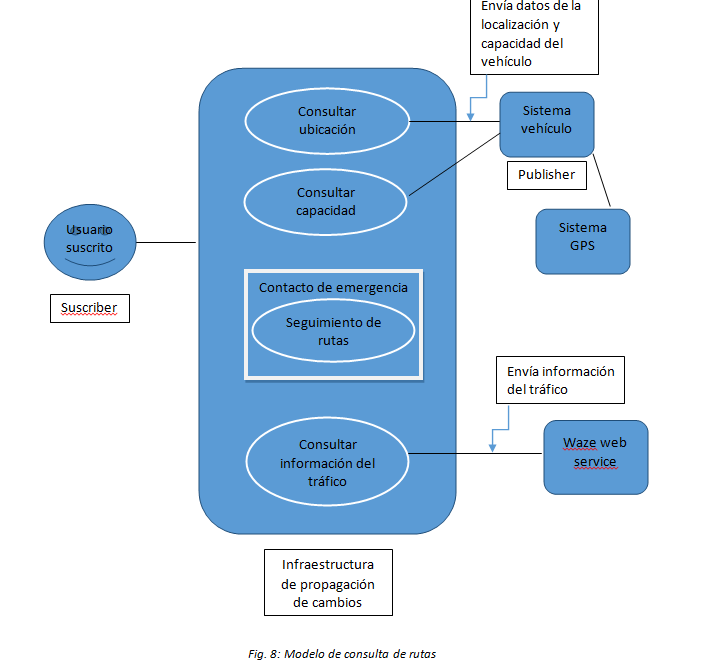 Envía datos de la
localización y
capacidad del
vehículo
Consultar
ubicación
Sistema
vehículo
Publisher
Consultar
capacidad
Usuario
suscrito
Suscriber
Sistema
GPS
Contacto de emergencia
Seguimiento de
rutas
Envía información
del tráfico
Consultar
información del
tráfico
Waze web
service
Infraestructura
de propagación
de cambios
Fig. 8: Modelo de consulta de rutas